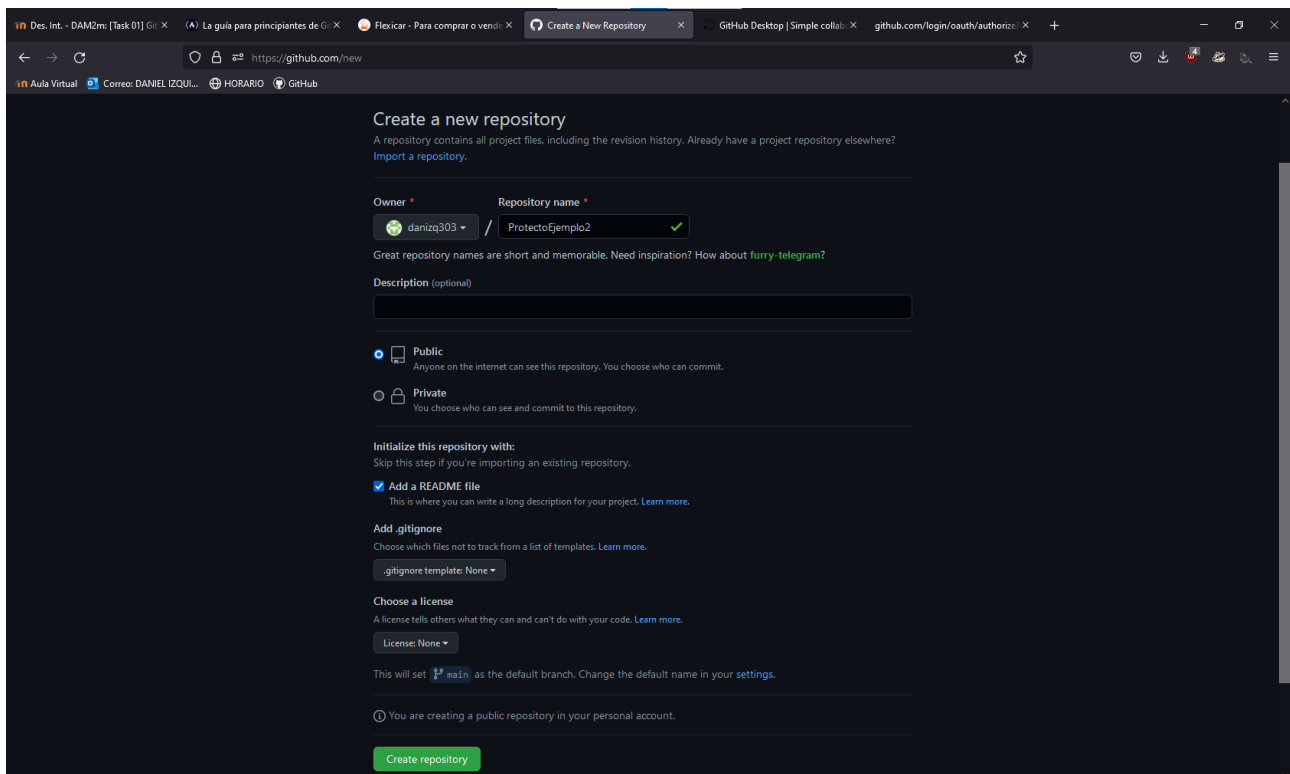 Des. Int. - DAM2m: [Task 01] Gi
La guía para principiantes de Gi
Flexicar - Para comprar o vende
Create a New Repository
GitHub Desktop | Simple collab
github.com/login/oauth/authorize?
https://github.com/new
4
Aula Virtual
Correo: DANIEL IZQUI...
HORARIO
GitHub
Create a new repository
A repository contains all project files, including the revision history. Already have a project repository elsewhere?
Import a repository.
Owner *
Repository name *
danizq303
/
ProtectoEjemplo2
Great repository names are short and memorable. Need inspiration? How about furry-telegram?
Description (optional)
Public
Anyone on the internet can see this repository. You choose who can commit.
Private
You choose who can see and commit to this repository.
Initialize this repository with:
Skip this step if you're importing an existing repository.
Add a README file
This is where you can write a long description for your project. Learn more.
Add .gitignore
Choose which files not to track from a list of templates. Learn more.
.gitignore template: None
Choose a license
A license tells others what they can and can't do with your code. Learn more.
License: None
This will set main as the default branch. Change the default name in your settings.
You are creating a public repository in your personal account.
Create repository